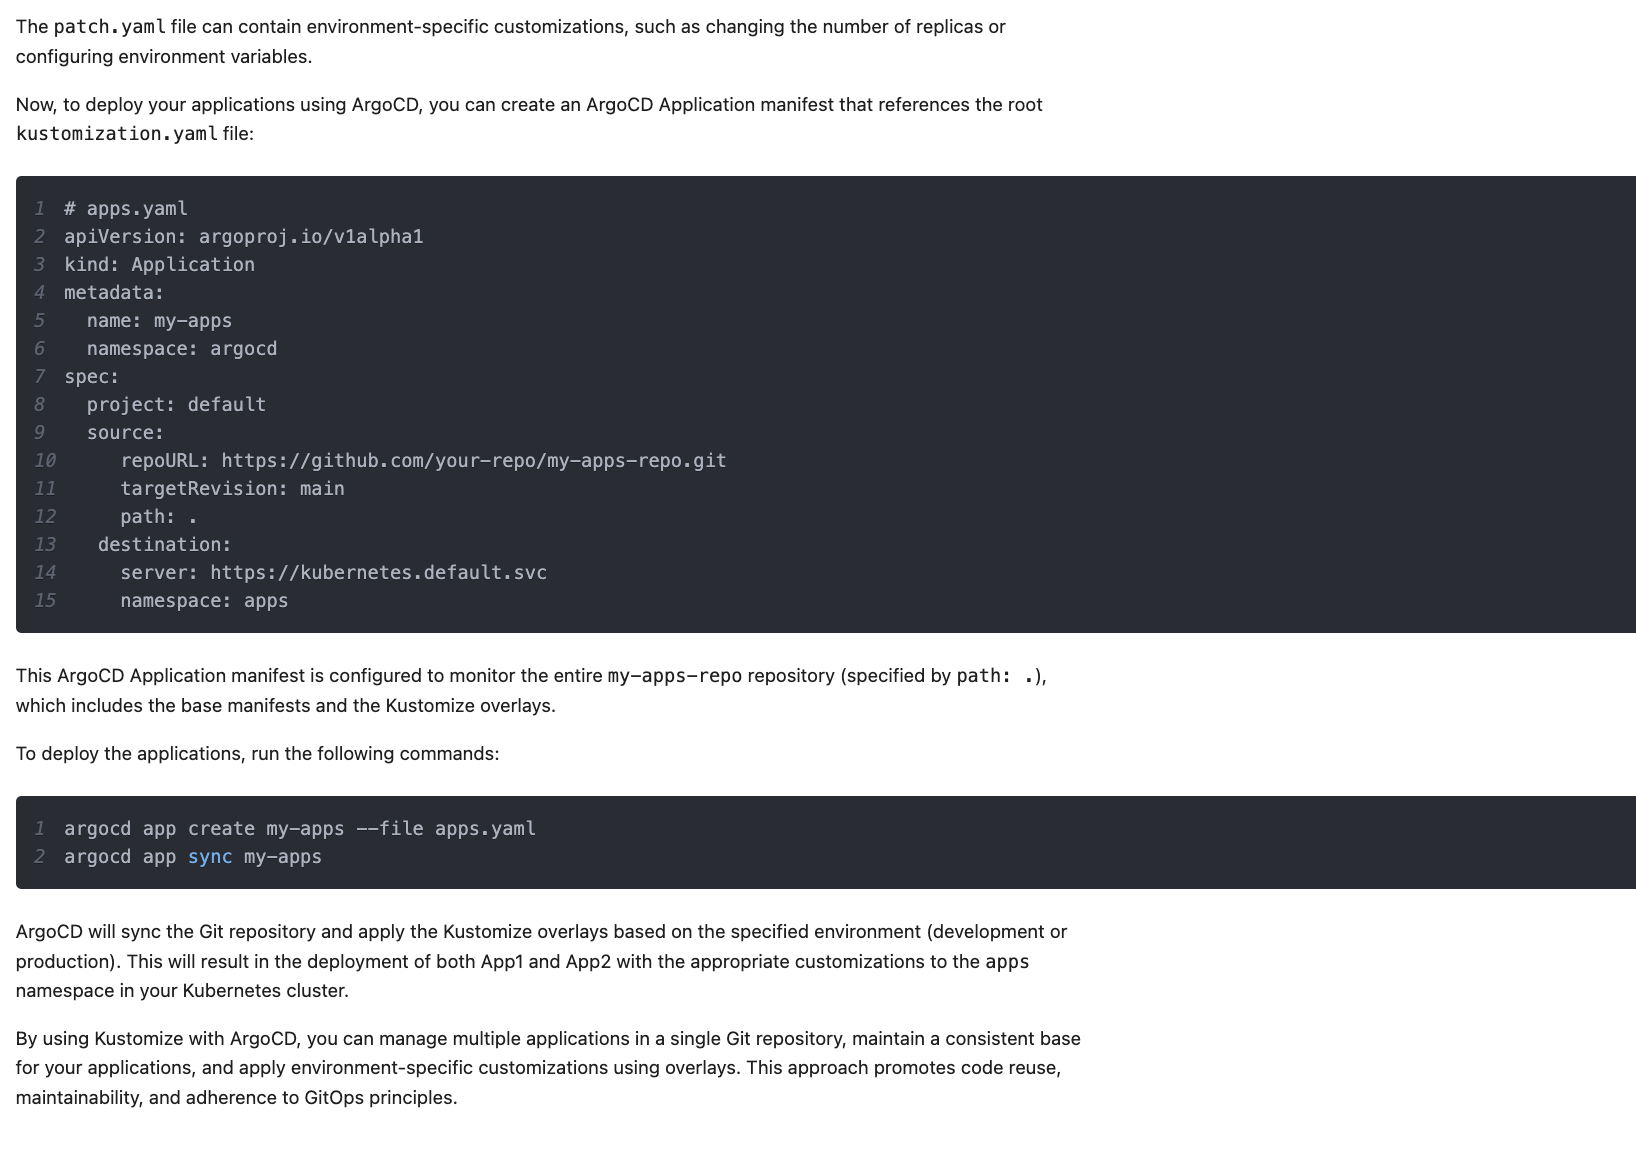 The patch.yaml file can contain environment-specific customizations, such as changing the number of replicas or
configuring environment variables.
Now, to deploy your applications using ArgoCD, you can create an ArgoCD Application manifest that references the root
kustomization.yaml file:
1 # apps.yaml
2 apiVersion: argoproj.io/v1alpha1
3 kind: Application
4 metadata:
5   name: my-apps
6   namespace: argocd
7 spec:
8   project: default
9   source:
10      repoURL: https://github.com/your-repo/my-apps-repo.git
11      targetRevision: main
12      path: .
13    destination:
14      server: https://kubernetes.default.svc
15      namespace: apps
This ArgoCD Application manifest is configured to monitor the entire my-apps-repo repository (specified by path: .),
which includes the base manifests and the Kustomize overlays.
To deploy the applications, run the following commands:
1 argocd app create my-apps --file apps.yaml
2 argocd app sync my-apps
ArgoCD will sync the Git repository and apply the Kustomize overlays based on the specified environment (development or
production). This will result in the deployment of both App1 and App2 with the appropriate customizations to the apps
namespace in your Kubernetes cluster.
By using Kustomize with ArgoCD, you can manage multiple applications in a single Git repository, maintain a consistent base
for your applications, and apply environment-specific customizations using overlays. This approach promotes code reuse,
maintainability, and adherence to GitOps principles.